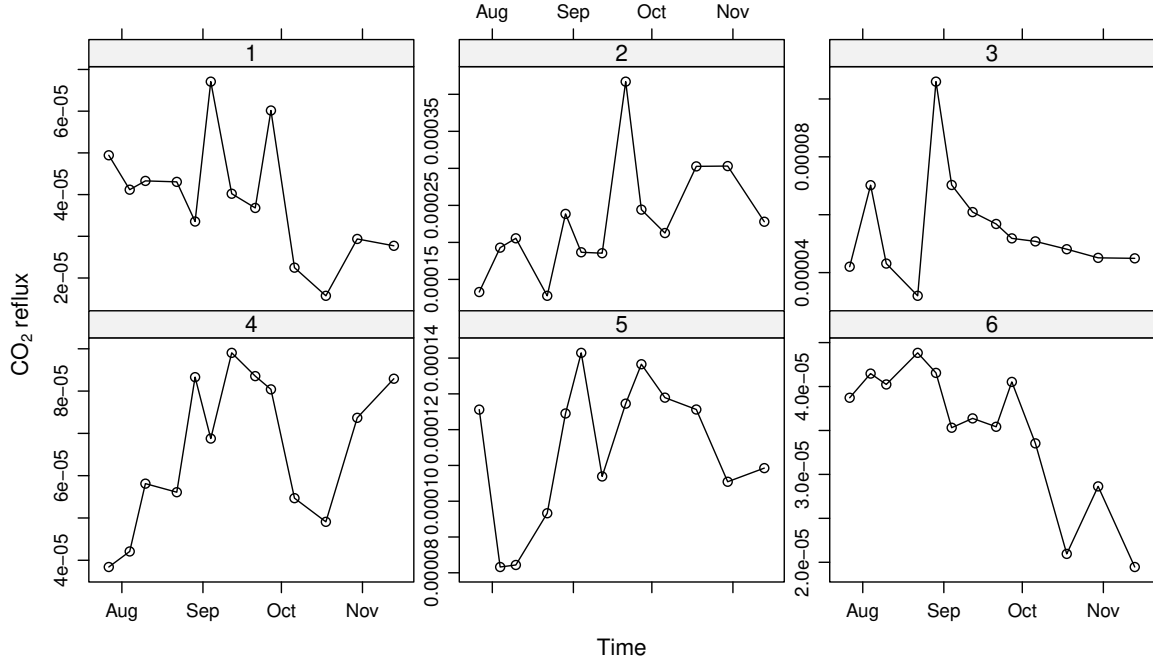 Aug Sep Oct Nov
1 2 3
2e−05 4e−05 6e−05
0.00015 0.00025 0.00035
0.00004 0.00008
CO₂ reflux
4 5 6
4e−05 6e−05 8e−05
0.00008 0.00010 0.00012 0.00014
2.0e−05 3.0e−05 4.0e−05
Aug Sep Oct Nov
Aug Sep Oct Nov
Time